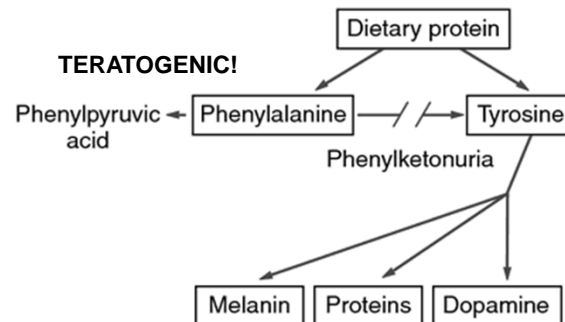 Dietary protein
TERATOGENIC!
Phenylpyruvic
acid
Phenylalanine
Tyrosine
Phenylketonuria
Melanin
Proteins
Dopamine